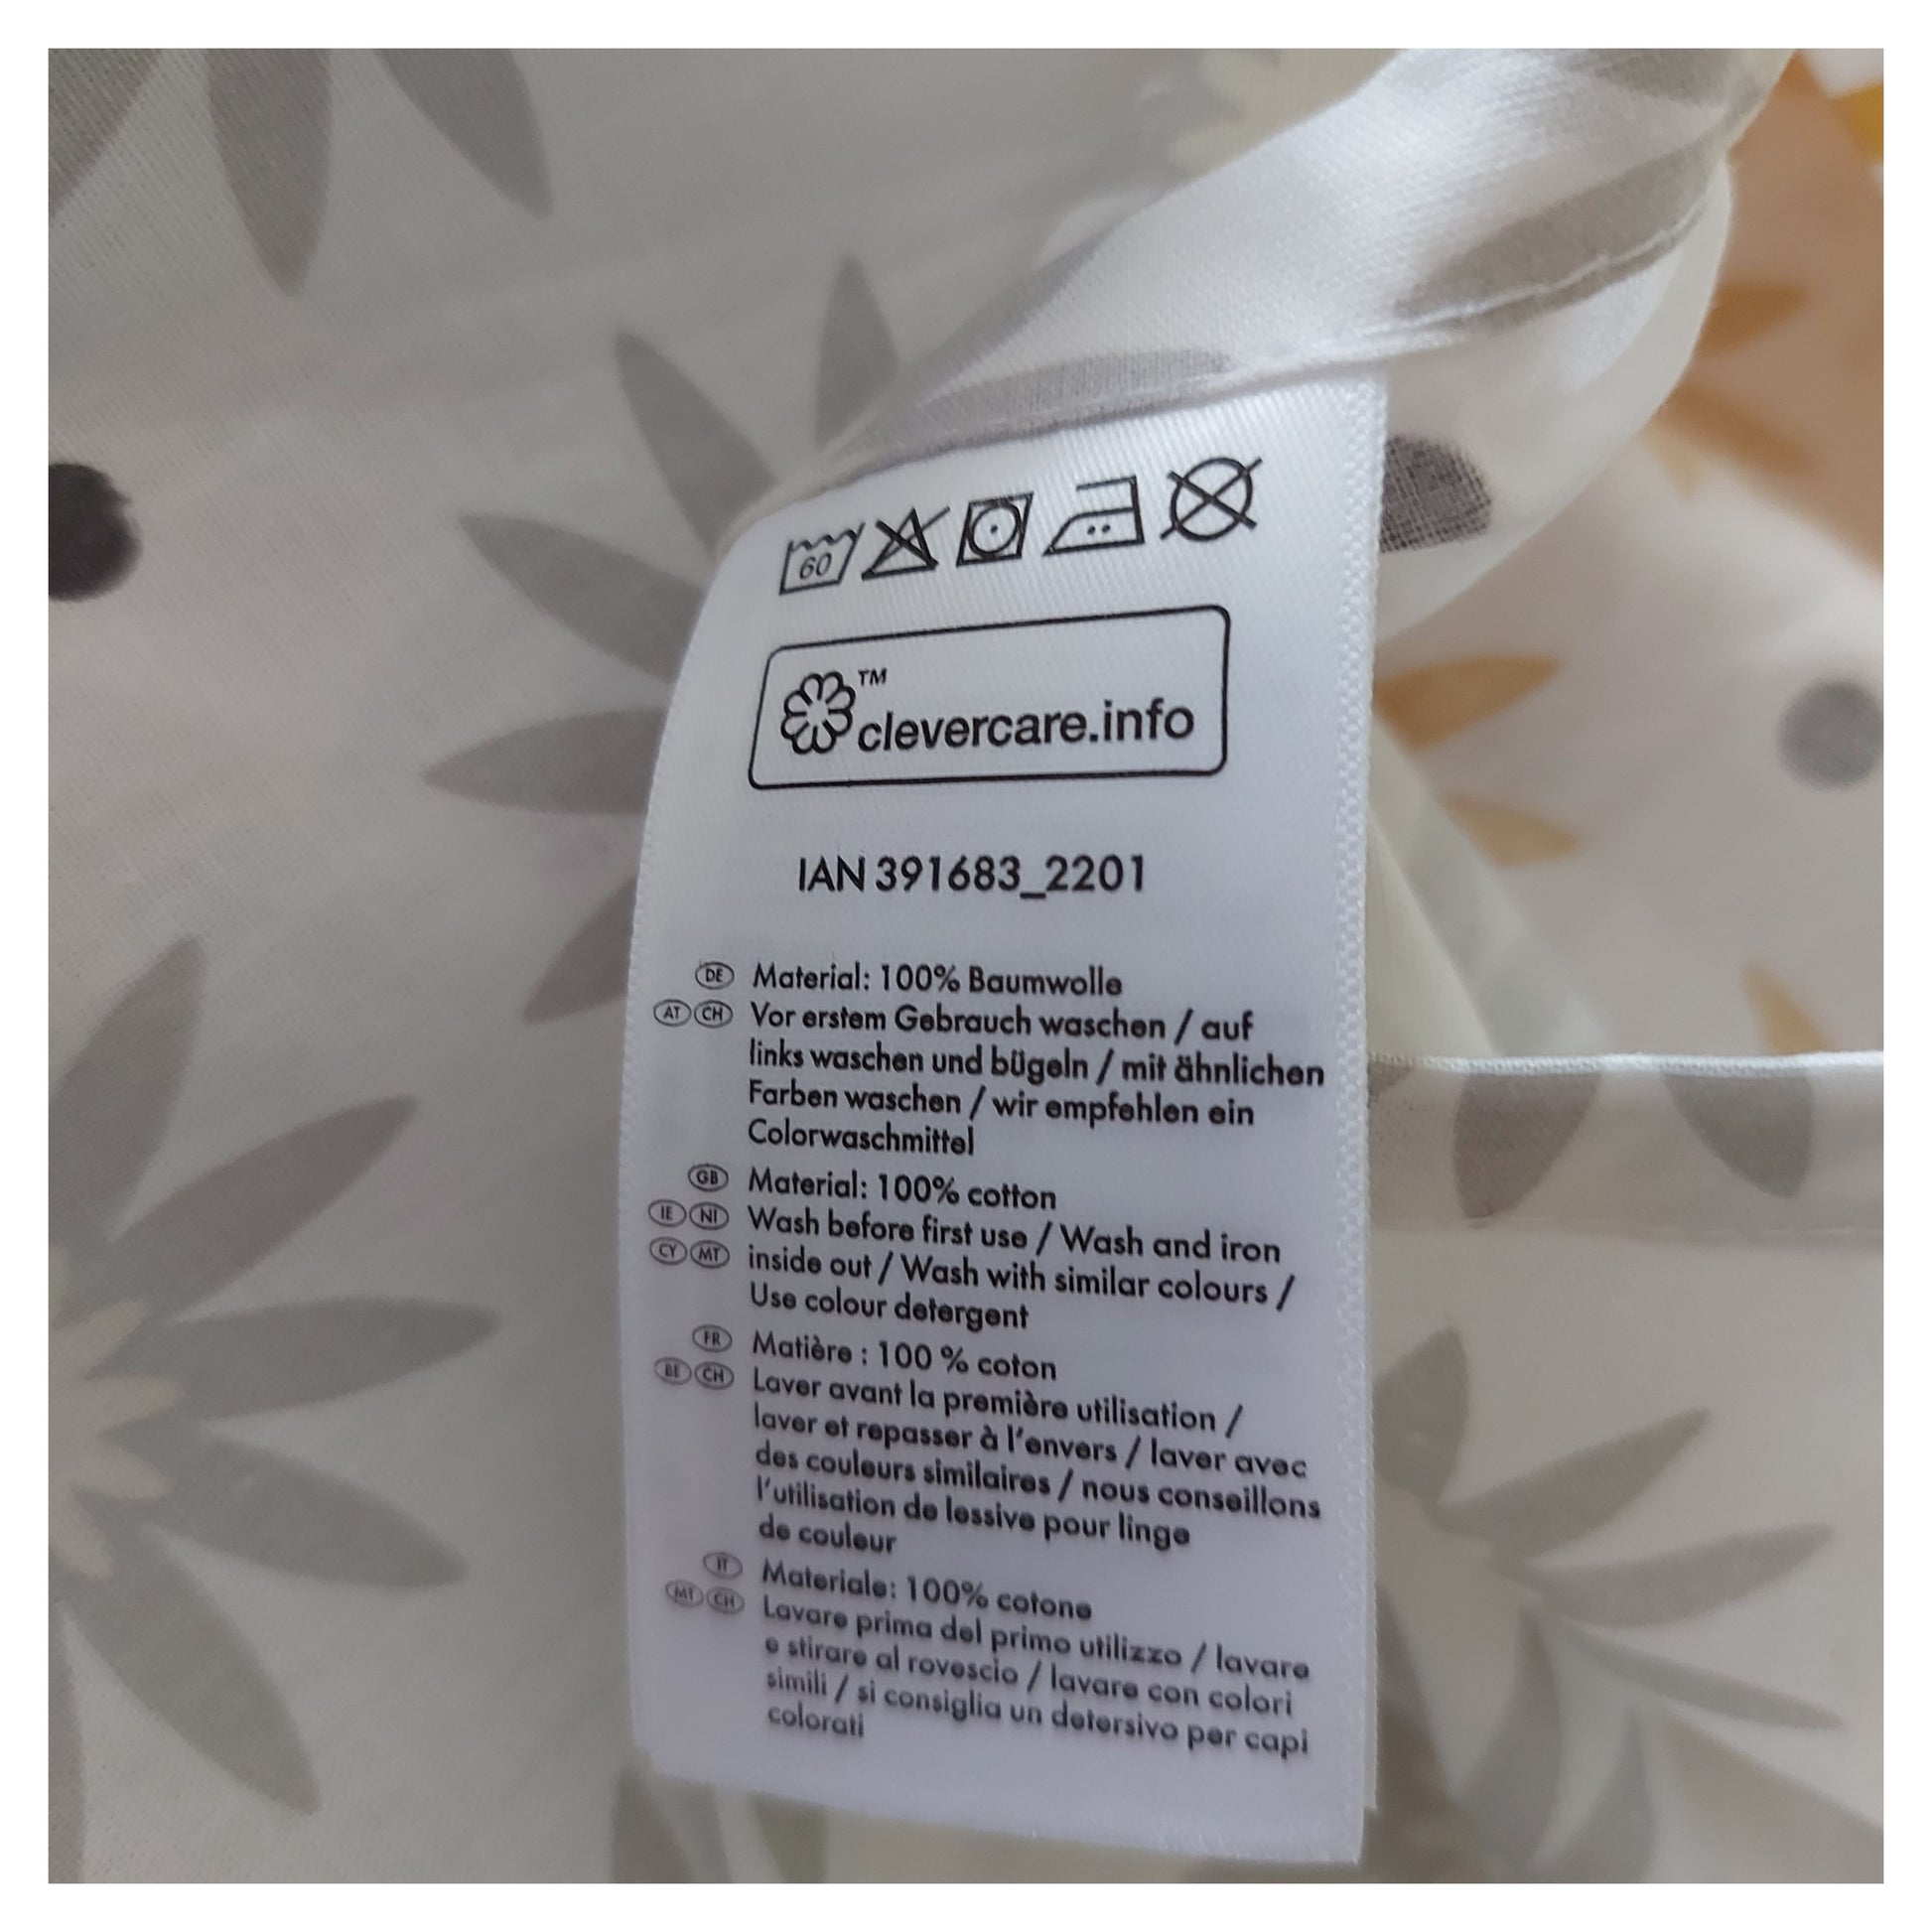 60
™
clevercare.info
IAN 391683_2201
DE Material: 100% Baumwolle
AT CH Vor erstem Gebrauch waschen / auf
links waschen und bügeln / mit ähnlichen
Farben waschen / wir empfehlen ein
Colorwaschmittel
GB Material: 100% cotton
IE NI Wash before first use / Wash and iron
CY MT inside out / Wash with similar colours /
Use colour detergent
FR Matière : 100 % coton
BE CH Laver avant la première utilisation /
laver et repasser à l'envers / laver avec
des couleurs similaires / nous conseillons
l'utilisation de lessive pour linge
de couleur
IT Materiale: 100% cotone
MT CH Lavare prima del primo utilizzo / lavare
e stirare al rovescio / lavare con colori
simili / si consiglia un detersivo per capi
colorati